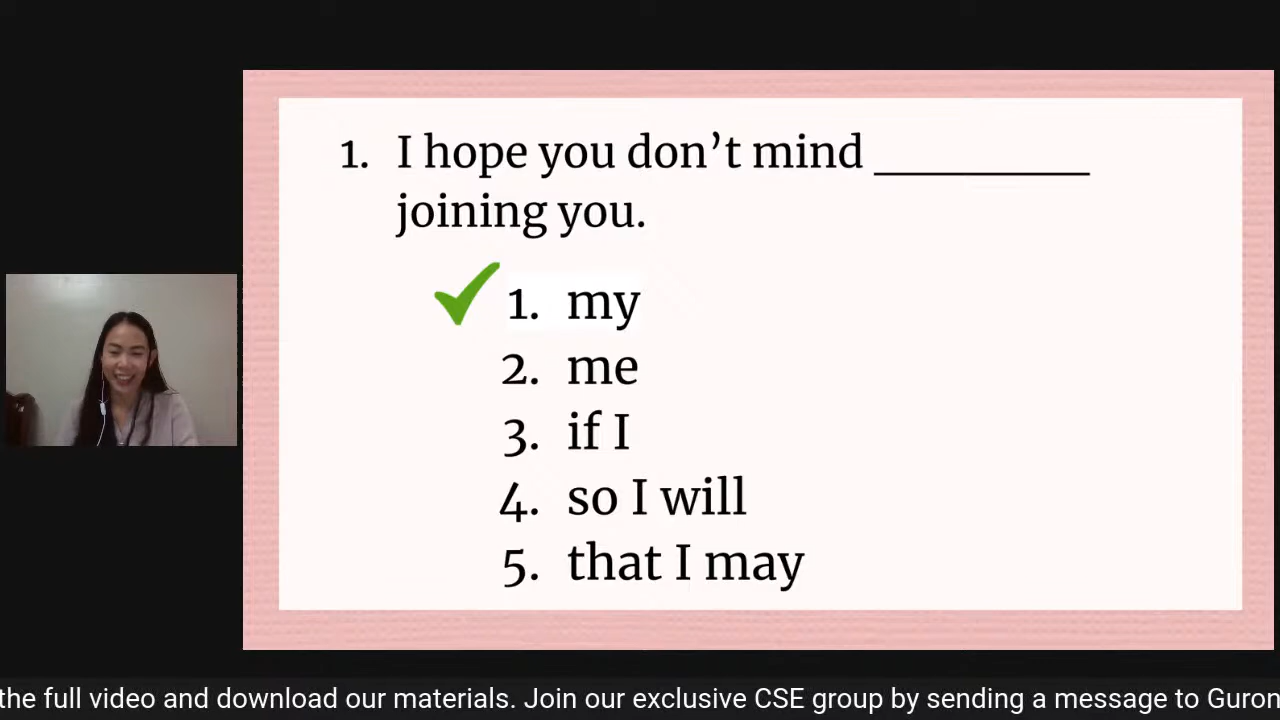 1. I hope you don’t mind _________
joining you.
1. my
2. me
3. if I
4. so I will
5. that I may
the full video and download our materials. Join our exclusive CSE group by sending a message to Guron